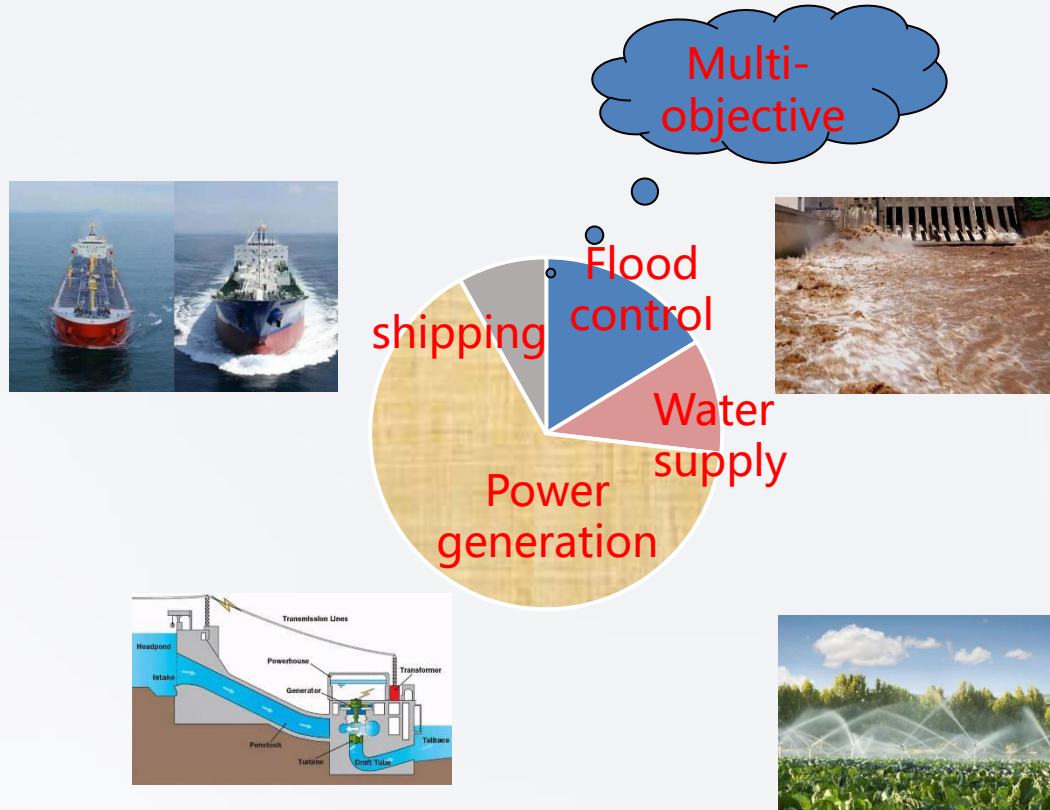 Multi-
objective
Flood
control
shipping
Water
supply
Power
generation
Transmission Lines
Headpond
Powerhouse
Transformer
Intake
Generator
Penstock
Tailrace
Turbine
Draft Tube